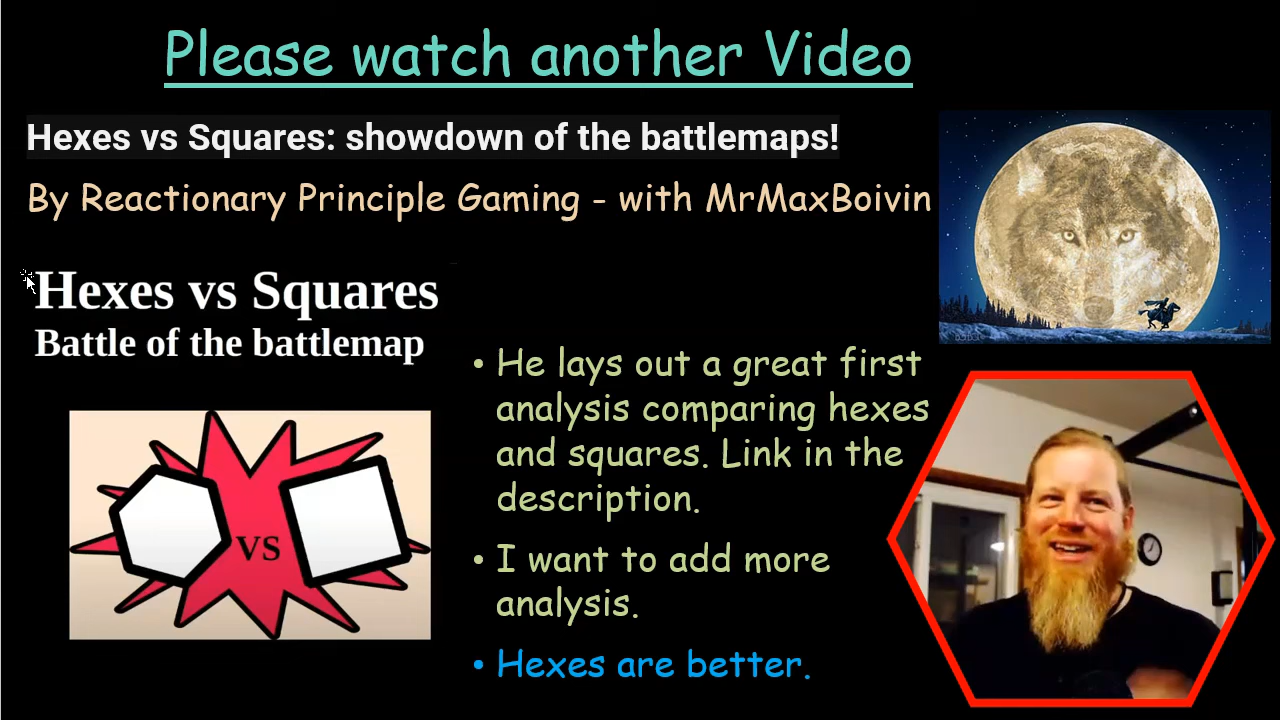 Please watch another Video
Hexes vs Squares: showdown of the battlemaps!
By Reactionary Principle Gaming - with MrMaxBoivin
Hexes vs Squares
Battle of the battlemap
VS
• He lays out a great first
analysis comparing hexes
and squares. Link in the
description.
• I want to add more
analysis.
• Hexes are better.